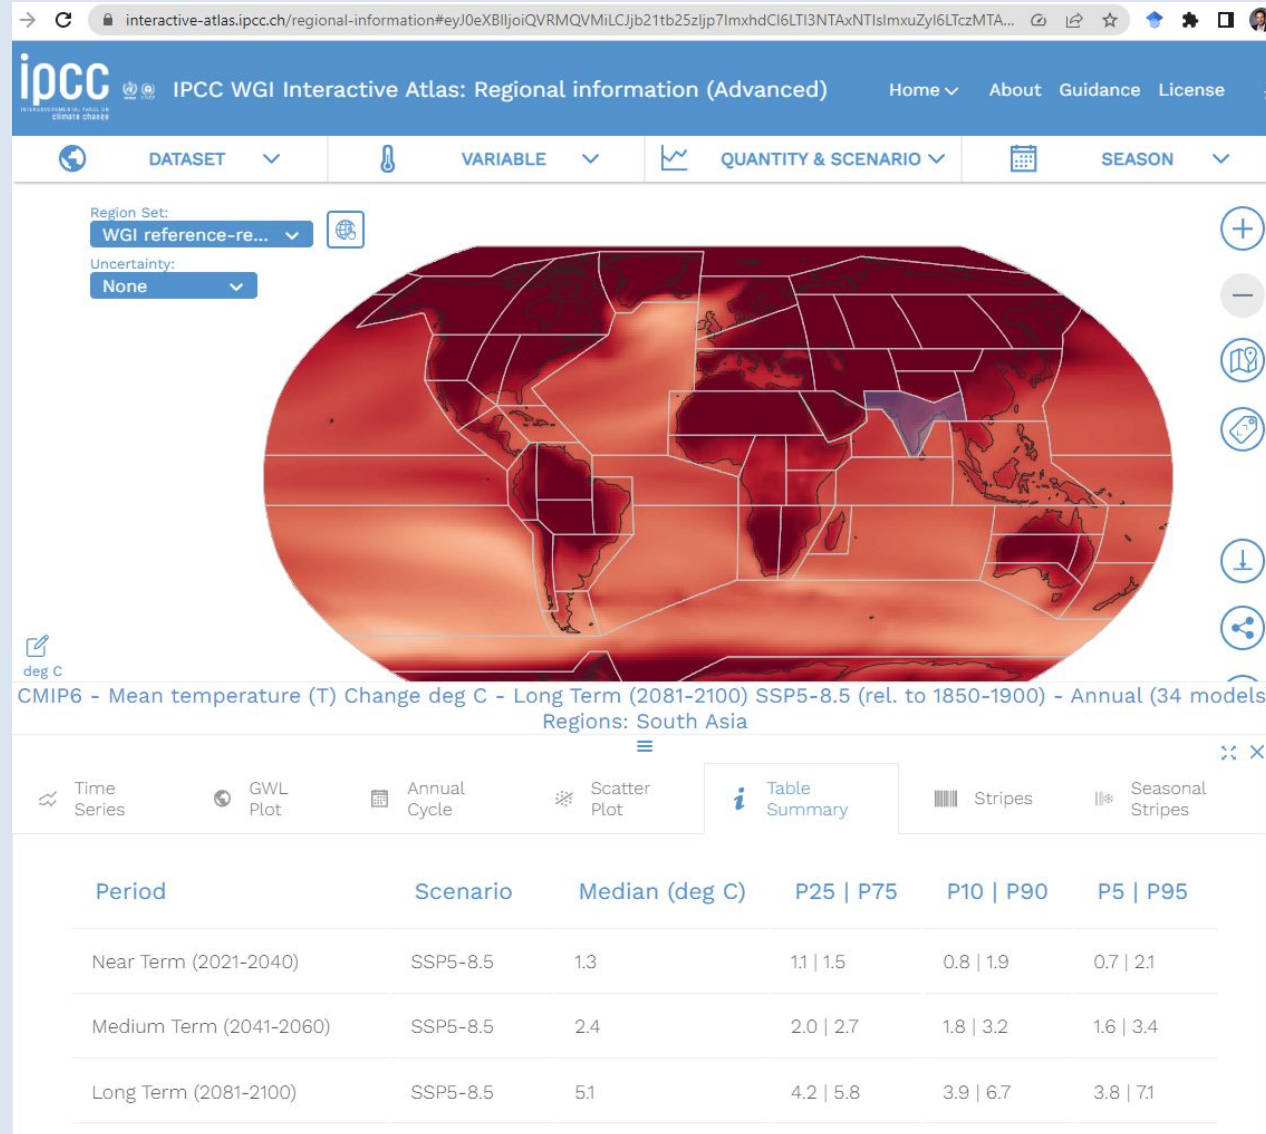 interactive-atlas.ipcc.ch/regional-information#eyJ0eXBlIjoiQVRMQVMiLCJjb21tb25zIjp7ImxhdCI6LTI3NTAxNTIsImxuZyI6LTczMTA...
ipcc
INTERGOVERNMENTAL PANEL ON
climate change
IPCC WGI Interactive Atlas: Regional information (Advanced)
Home About Guidance License
DATASET VARIABLE QUANTITY & SCENARIO SEASON
Region Set:
WGI reference-re...
Uncertainty:
None
deg C
CMIP6 - Mean temperature (T) Change deg C - Long Term (2081-2100) SSP5-8.5 (rel. to 1850-1900) - Annual (34 models
Regions: South Asia
Time Series
GWL Plot
Annual Cycle
Scatter Plot
Table Summary
Stripes
Seasonal Stripes
Period Scenario Median (deg C) P25 | P75 P10 | P90 P5 | P95
Near Term (2021-2040) SSP5-8.5 1.3 1.1 | 1.5 0.8 | 1.9 0.7 | 2.1
Medium Term (2041-2060) SSP5-8.5 2.4 2.0 | 2.7 1.8 | 3.2 1.6 | 3.4
Long Term (2081-2100) SSP5-8.5 5.1 4.2 | 5.8 3.9 | 6.7 3.8 | 7.1